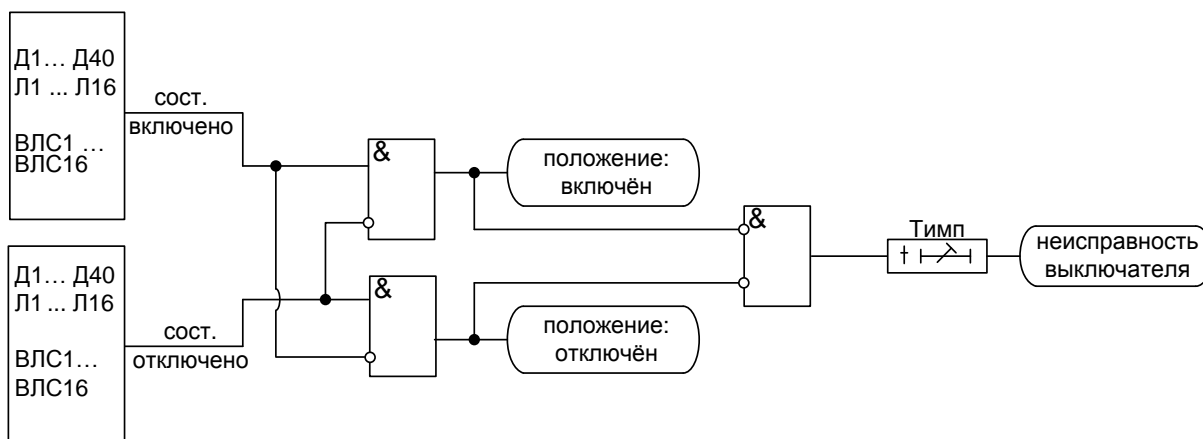 Д1… Д40
Л1 ... Л16
ВЛС1 …
ВЛС16
сост.
включено
&
положение:
включён
&
Тимп
t
неисправность
выключателя
Д1… Д40
Л1 ... Л16
ВЛС1…
ВЛС16
сост.
отключено
&
положение:
отключён